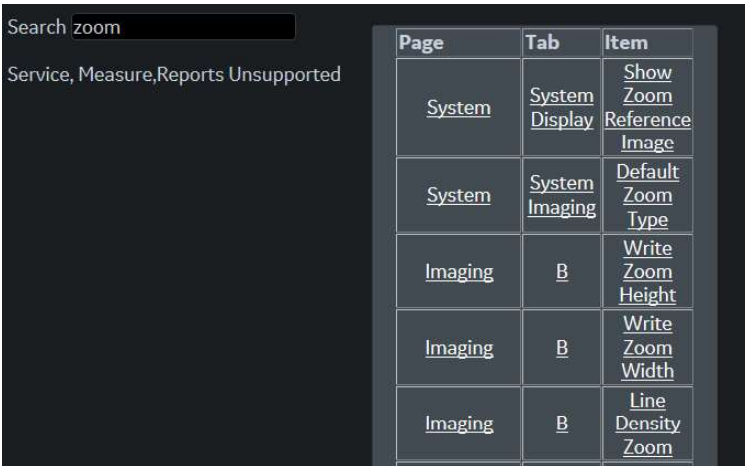 Search zoom
Service, Measure,Reports Unsupported
Page Tab Item
System System Display Show Zoom Reference Image
System System Imaging Default Zoom Type
Imaging B Write Zoom Height
Imaging B Write Zoom Width
Imaging B Line Density Zoom